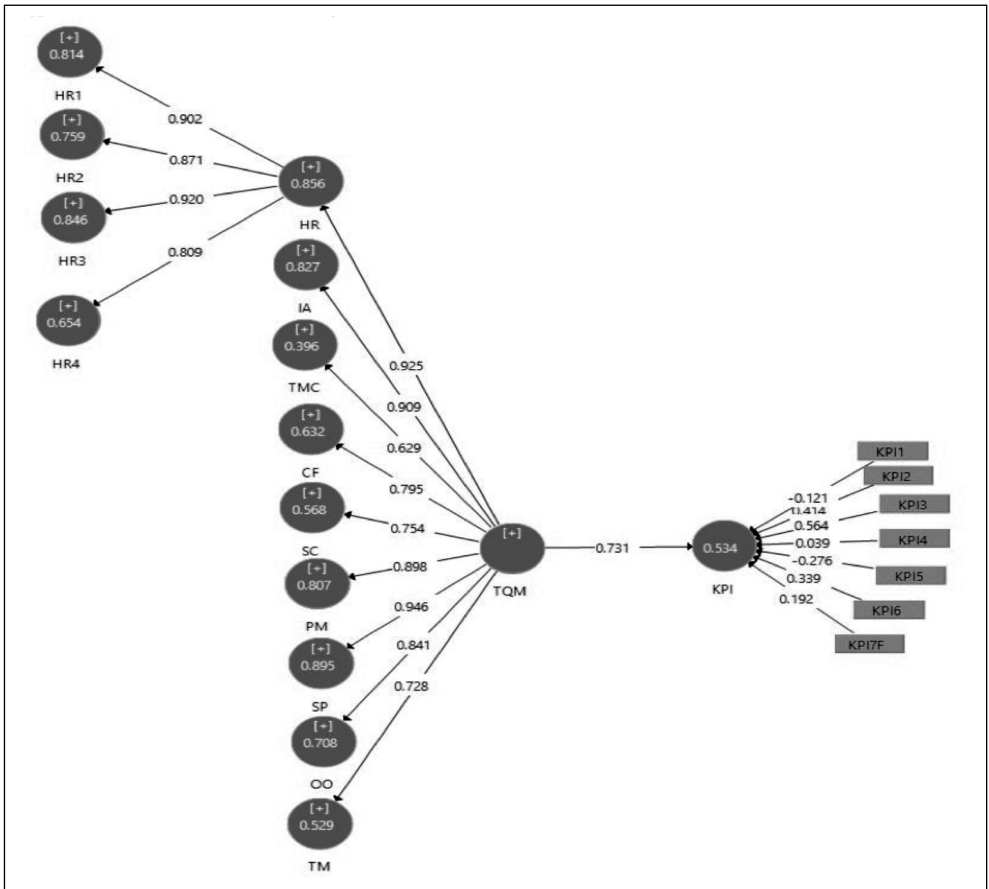 [+]
0.814
HR1
[+]
0.759
HR2
[+]
0.846
HR3
[+]
0.654
HR4
0.902
0.871
0.920
0.809
[+]
0.856
HR
[+]
0.827
IA
[+]
0.396
TMC
[+]
0.632
CF
[+]
0.568
SC
[+]
0.807
PM
[+]
0.895
SP
[+]
0.708
OO
[+]
0.529
TM
0.925
0.909
0.629
0.795
0.754
0.898
0.946
0.841
0.728
[+]
TQM
0.731
0.534
KPI
-0.121
0.414
0.564
0.039
-0.276
0.339
0.192
KPI1
KPI2
KPI3
KPI4
KPI5
KPI6
KPI7F